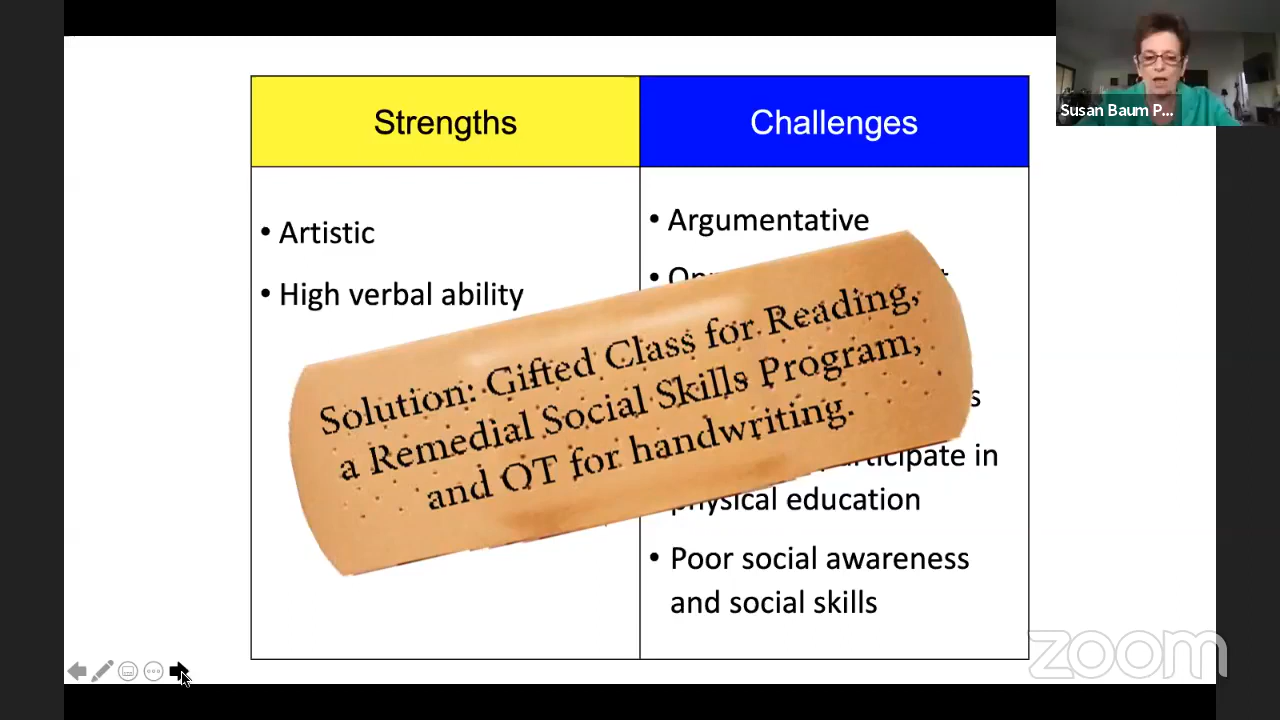 Susan Baum P...
Strengths
Challenges
• Artistic
• High verbal ability
• Argumentative
Solution: Gifted Class for Reading,
a Remedial Social Skills Program,
and OT for handwriting.
participate in
physical education
• Poor social awareness
and social skills
zoom